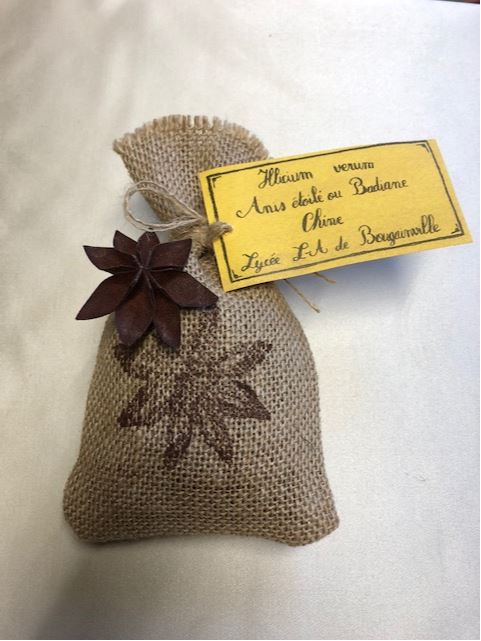 Illicium verum
Anis étoilé ou Badiane
Chine
Lycée L-A de Bougainville